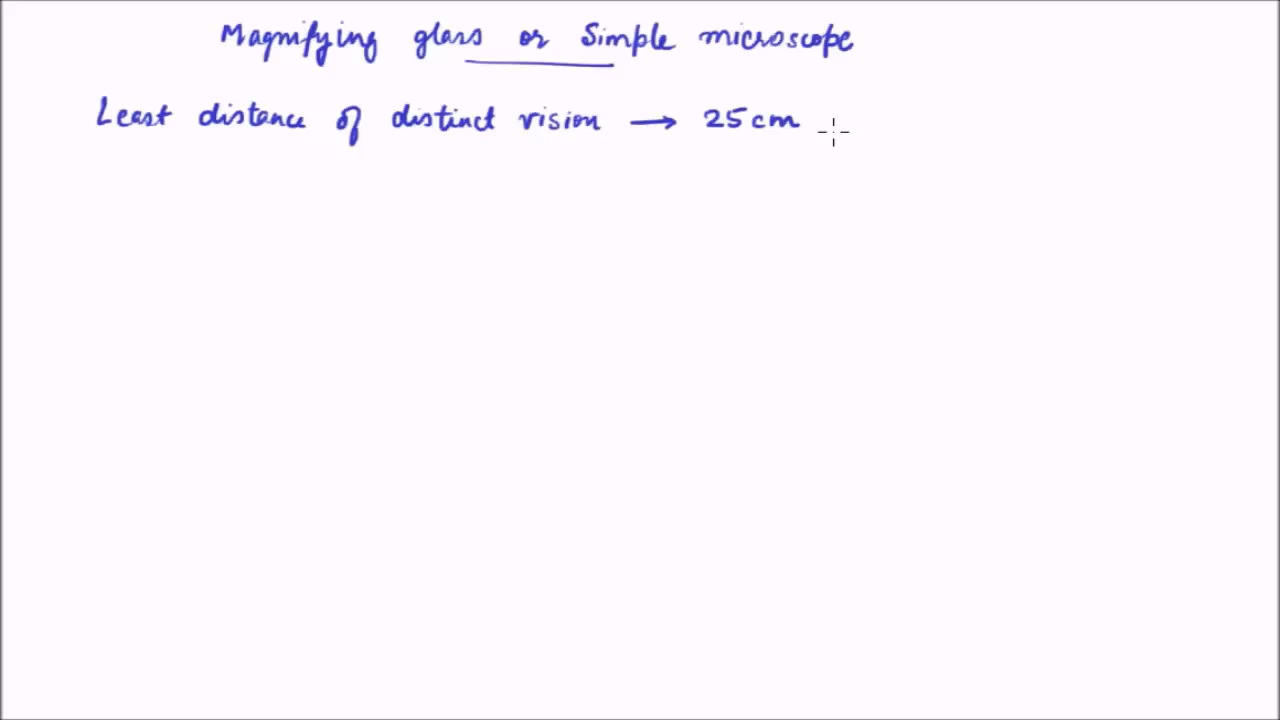 Magnifying glass or Simple microscope
Least distance of distinct vision → 25cm